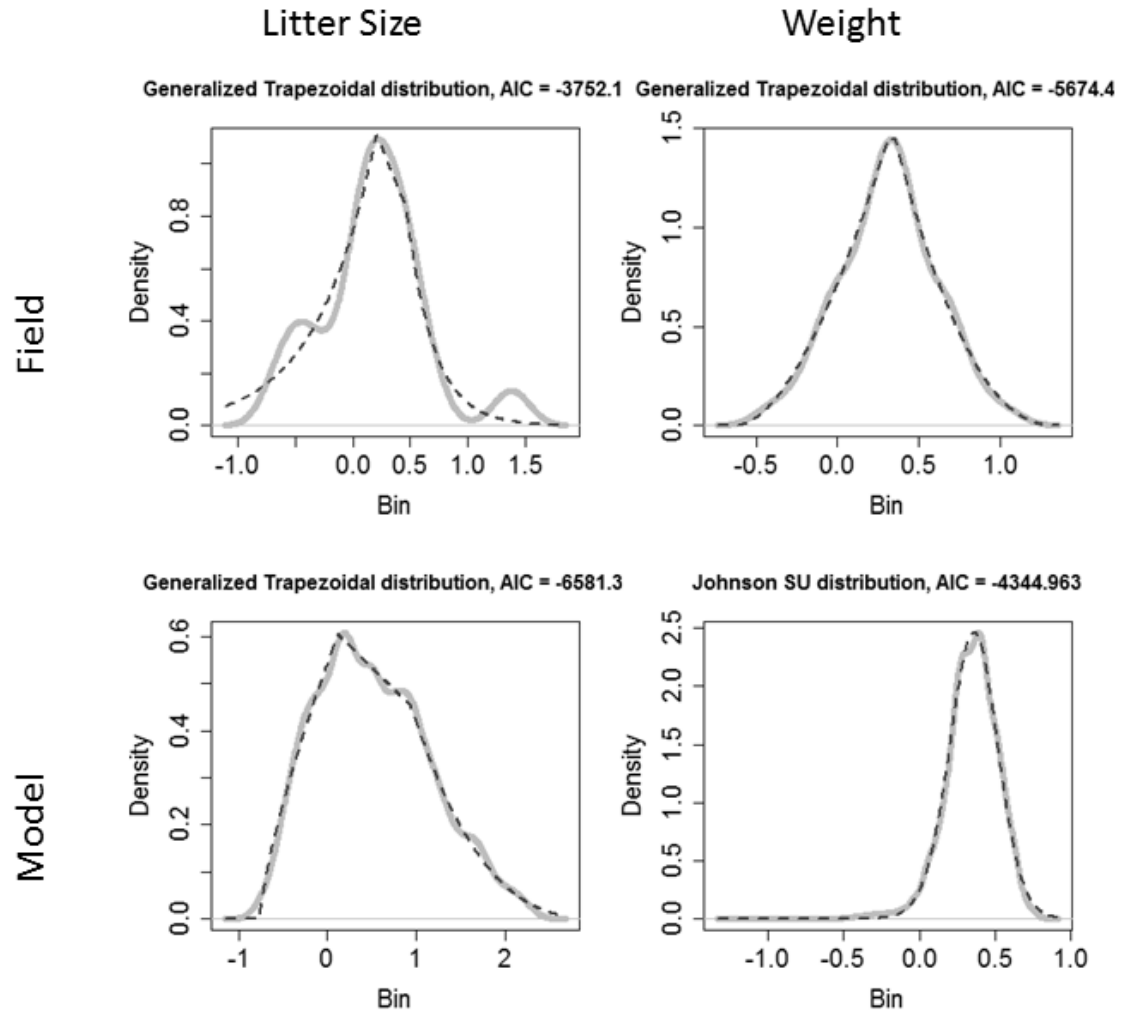 Litter Size
Weight
Generalized Trapezoidal distribution, AIC = -3752.1
Generalized Trapezoidal distribution, AIC = -5674.4
Field
Density
0.0
0.4
0.8
-1.0
0.0
0.5
1.0
1.5
Bin
Density
0.0
0.5
1.0
1.5
-0.5
0.0
0.5
1.0
Bin
Generalized Trapezoidal distribution, AIC = -6581.3
Johnson SU distribution, AIC = -4344.963
Model
Density
0.0
0.2
0.4
0.6
-1
0
1
2
Bin
Density
0.0
0.5
1.0
1.5
2.0
2.5
-1.0
-0.5
0.0
0.5
1.0
Bin